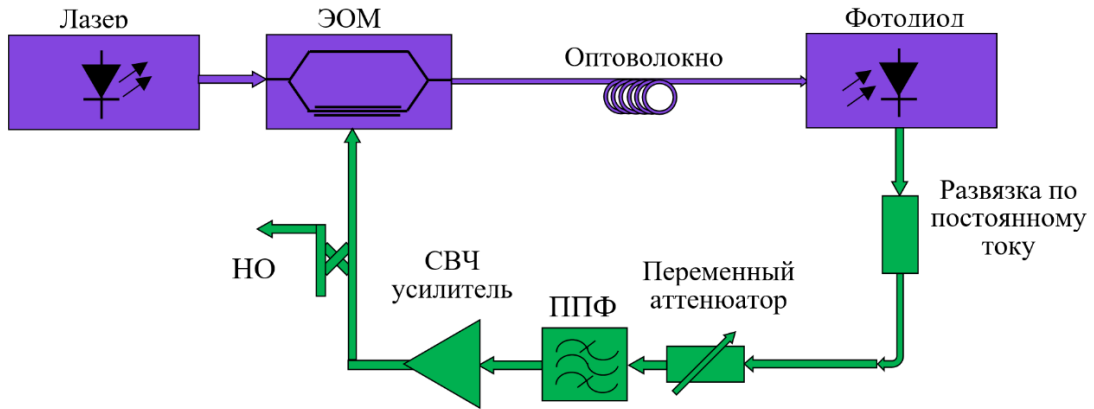 Лазер
ЭОМ
Фотодиод
Оптоволокно
Развязка по
постоянному
току
НО
СВЧ
усилитель
ППФ
Переменный
аттенюатор